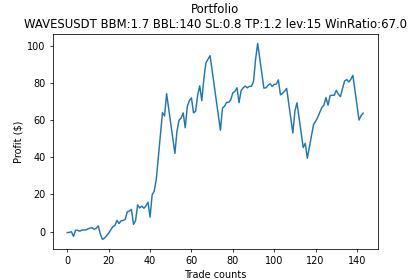 Portfolio
WAVESUSDT BBM:1.7 BBL:140 SL:0.8 TP:1.2 lev:15 WinRatio:67.0
100
80
60
40
20
0
Profit ($)
0 20 40 60 80 100 120 140
Trade counts